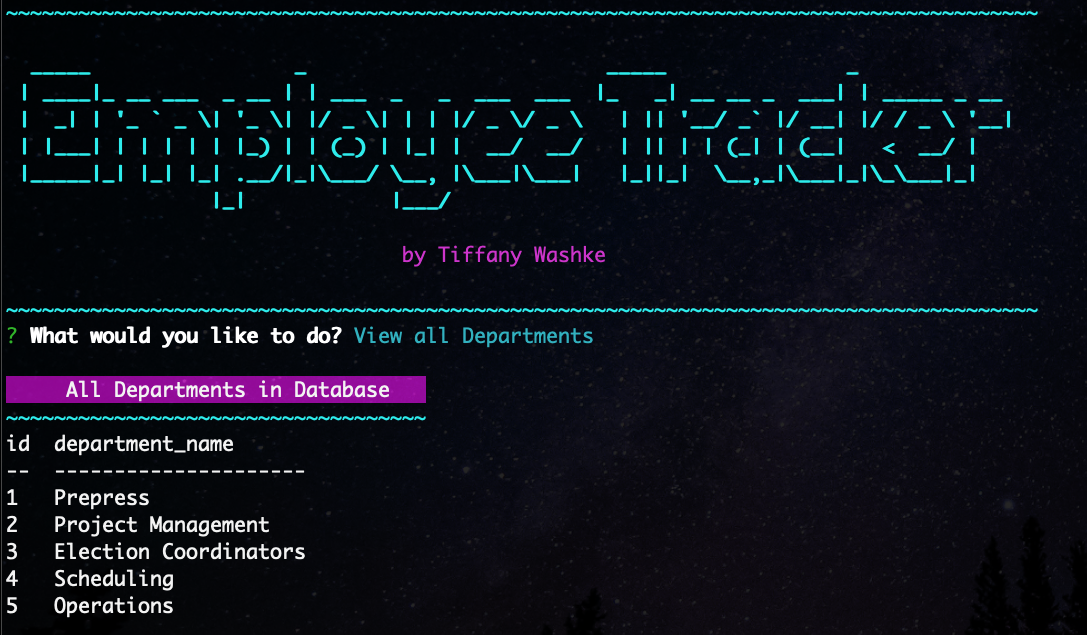 Employee Tracker
by Tiffany Washke
? What would you like to do? View all Departments
All Departments in Database
id department_name
-- ---------------------
1 Prepress
2 Project Management
3 Election Coordinators
4 Scheduling
5 Operations